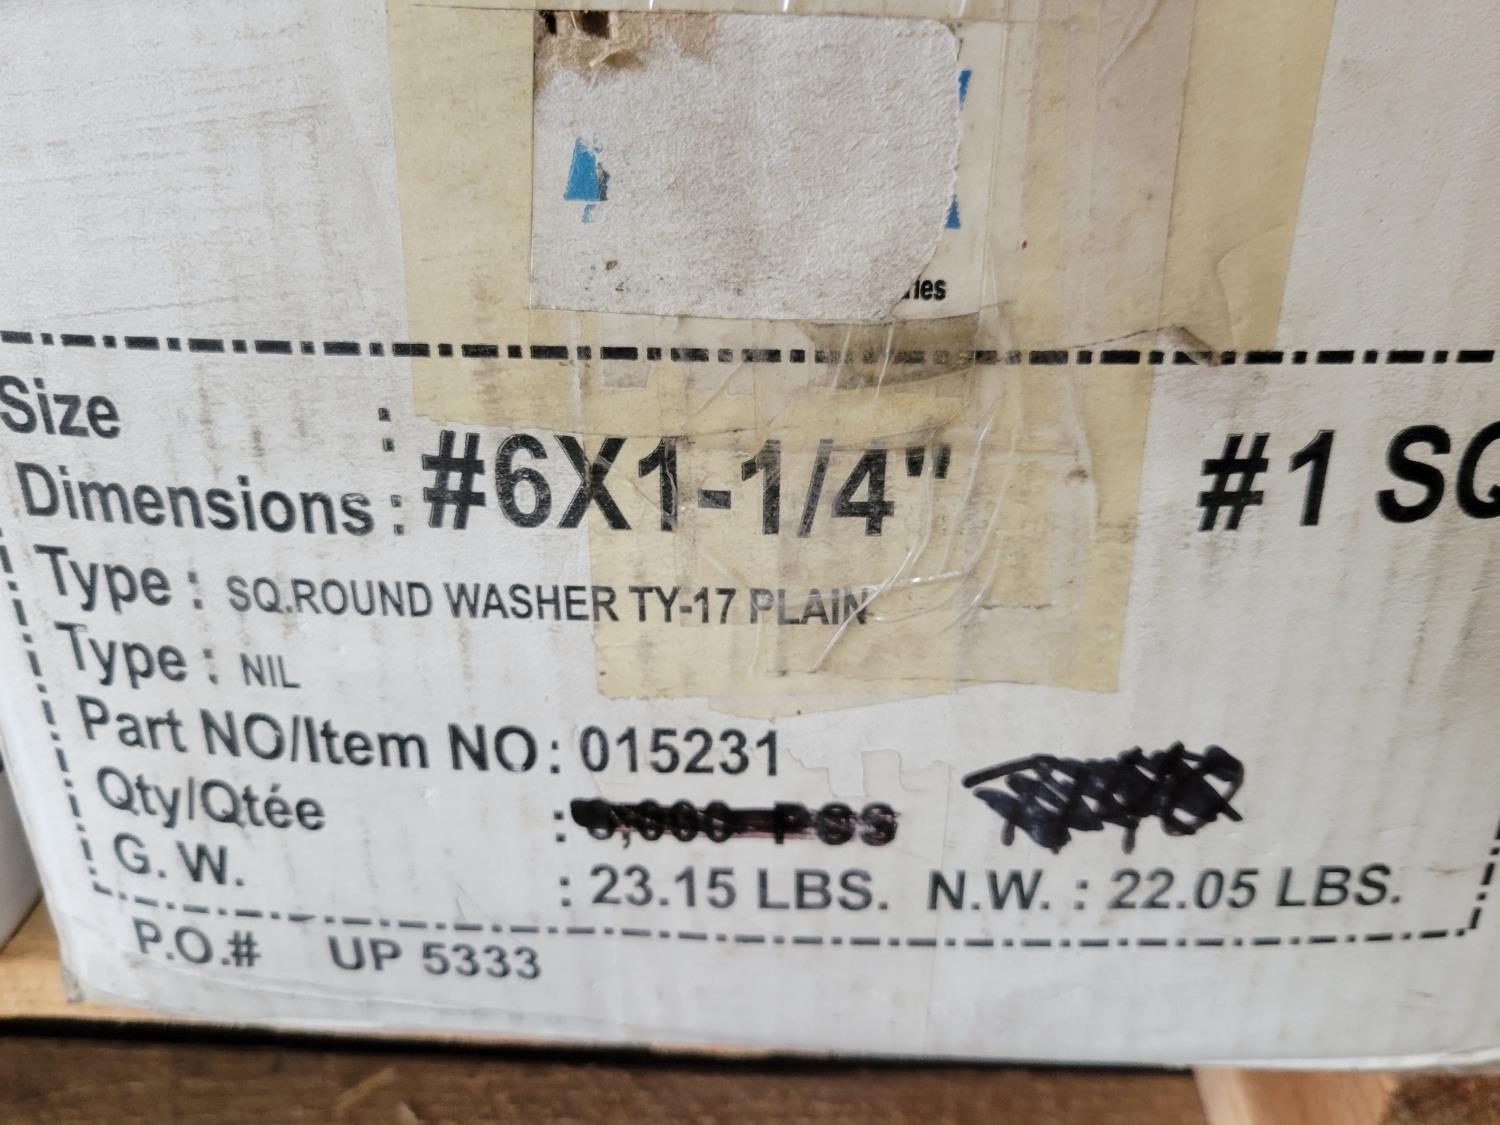 Size :
Dimensions : #6X1-1/4" #1 SQ
Type : SQ.ROUND WASHER TY-17 PLAIN
Type : NIL
Part NO/Item NO : 015231
Qty/Qtée : PCS
G. W. : 23.15 LBS. N.W. : 22.05 LBS.
P.O.# UP 5333